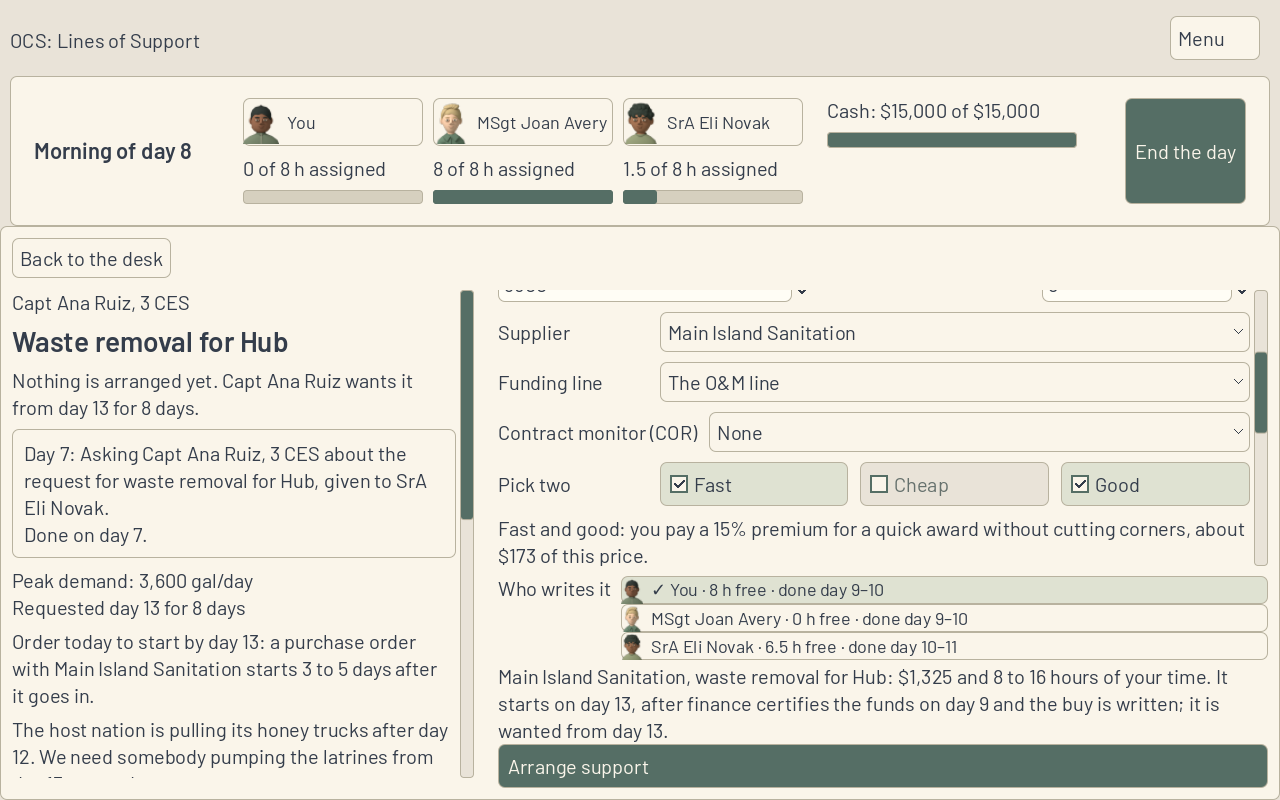 OCS: Lines of Support
Menu
Morning of day 8
You
0 of 8 h assigned
MSgt Joan Avery
8 of 8 h assigned
SrA Eli Novak
1.5 of 8 h assigned
Cash: $15,000 of $15,000
End the day
Back to the desk
Capt Ana Ruiz, 3 CES
Waste removal for Hub
Nothing is arranged yet. Capt Ana Ruiz wants it
from day 13 for 8 days.
Day 7: Asking Capt Ana Ruiz, 3 CES about the
request for waste removal for Hub, given to SrA
Eli Novak.
Done on day 7.
Peak demand: 3,600 gal/day
Requested day 13 for 8 days
Order today to start by day 13: a purchase order
with Main Island Sanitation starts 3 to 5 days after
it goes in.
The host nation is pulling its honey trucks after day
12. We need somebody pumping the latrines from
Supplier
Main Island Sanitation
Funding line
The O&M line
Contract monitor (COR)
None
Pick two
Fast
Cheap
Good
Fast and good: you pay a 15% premium for a quick award without cutting corners, about
$173 of this price.
Who writes it
✓ You · 8 h free · done day 9–10
MSgt Joan Avery · 0 h free · done day 9–10
SrA Eli Novak · 6.5 h free · done day 10–11
Main Island Sanitation, waste removal for Hub: $1,325 and 8 to 16 hours of your time. It
starts on day 13, after finance certifies the funds on day 9 and the buy is written; it is
wanted from day 13.
Arrange support